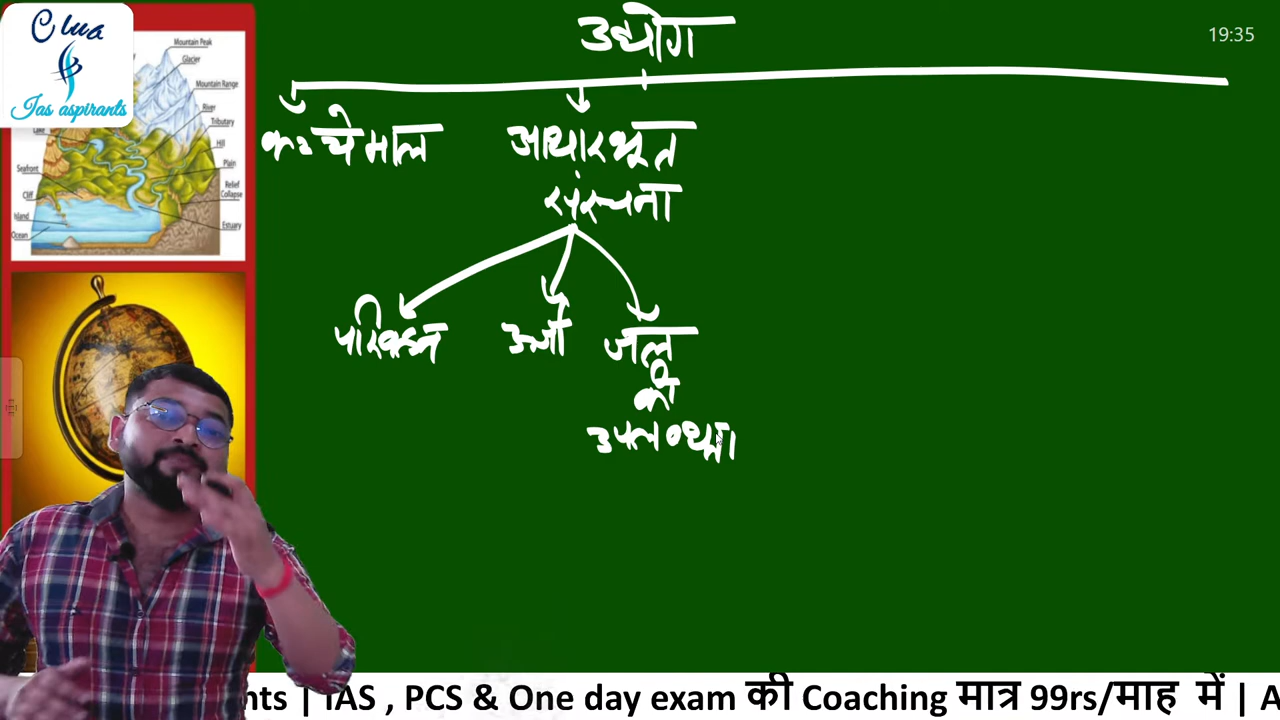 Clua
Ias aspirants
Mountain Peak
Glacier
Mountain Range
River
Tributary
Lake
Hill
Seafront
Plain
Cliff
Relief
Collapse
Island
Estuary
Ocean
19:35
उद्योग
कच्चे माल
आधारभूत
संरचना
परिवहन
उर्जा
जल
की
उपलब्धता
nts | IAS , PCS & One day exam की Coaching मात्र 99rs/माह में | A